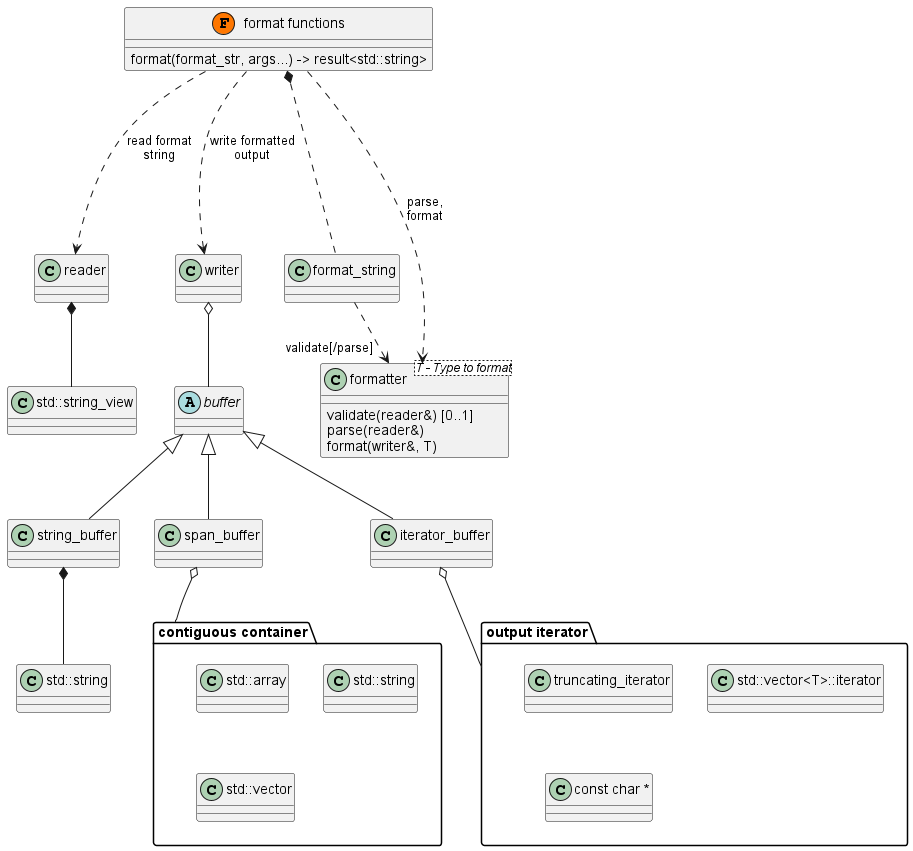 F format functions
format(format_str, args...) -> result<std::string>
read format
string
write formatted
output
parse,
format
C reader
C writer
C format_string
validate[/parse]
C formatter
T - Type to format
validate(reader&) [0..1]
parse(reader&)
format(writer&, T)
C std::string_view
A buffer
C string_buffer
C span_buffer
C iterator_buffer
contiguous container
output iterator
C std::string
C std::array
C std::string
C truncating_iterator
C std::vector<T>::iterator
C std::vector
C const char *